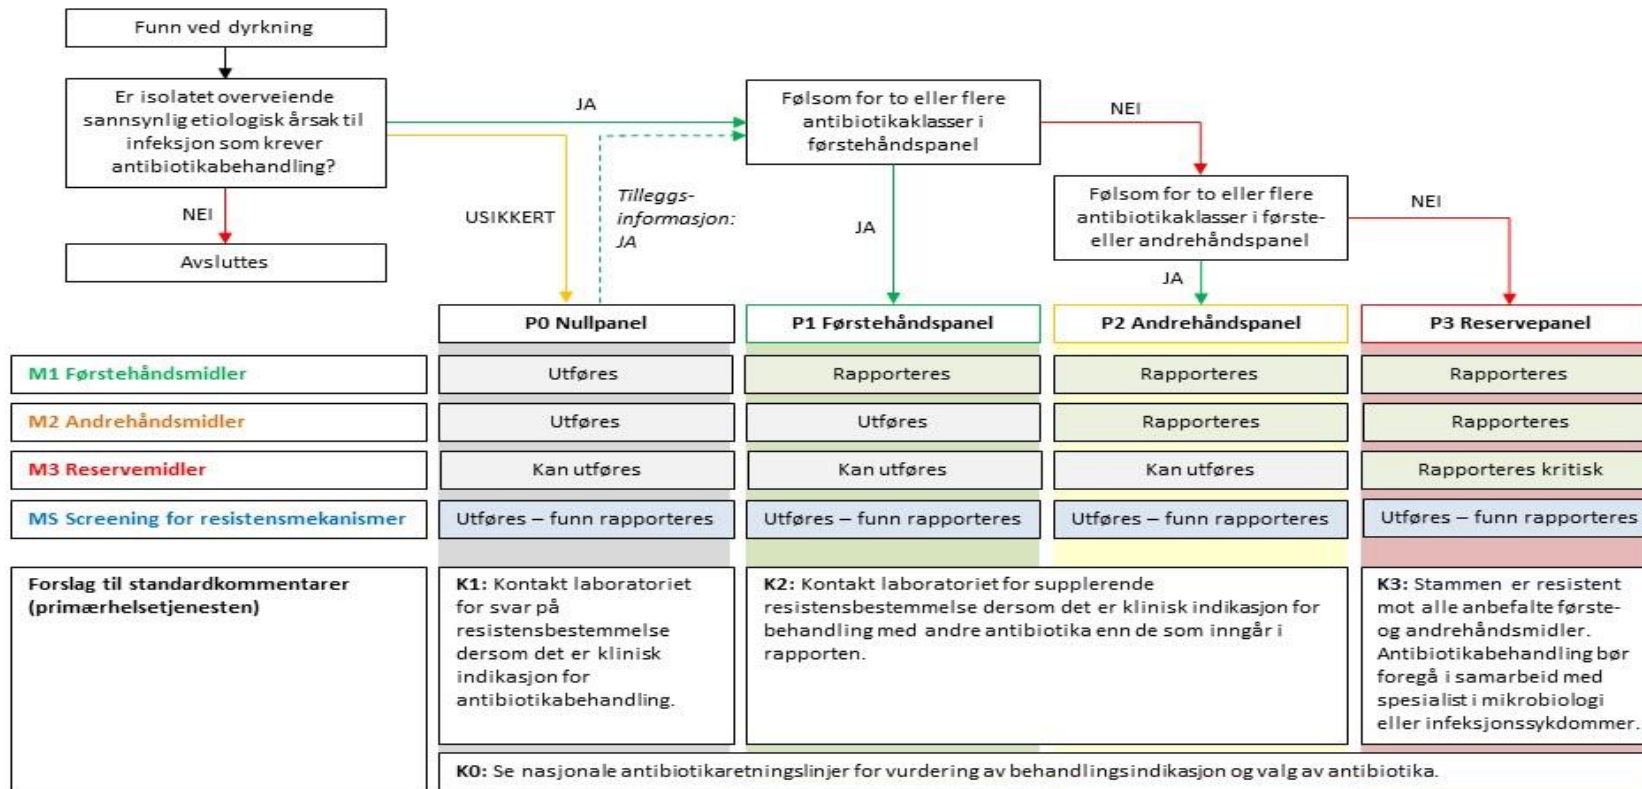 Funn ved dyrkning
Er isolatet overveiende
sannsynlig etiologisk årsak til
infeksjon som krever
antibiotikabehandling?
JA
Følsom for to eller flere
antibiotikaklasser i
førstehåndspanel
NEI
NEI
Avsluttes
USIKKERT
Tilleggs-
informasjon:
JA
JA
Følsom for to eller flere
antibiotikaklasser i første-
eller andrehåndspanel
NEI
JA
P0 Nullpanel
P1 Førstehåndspanel
P2 Andrehåndspanel
P3 Reservepanel
M1 Førstehåndsmidler
Utføres
Rapporteres
Rapporteres
Rapporteres
M2 Andrehåndsmidler
Utføres
Utføres
Rapporteres
Rapporteres
M3 Reservemidler
Kan utføres
Kan utføres
Kan utføres
Rapporteres kritisk
MS Screening for resistensmekanismer
Utføres – funn rapporteres
Utføres – funn rapporteres
Utføres – funn rapporteres
Utføres – funn rapporteres
Forslag til standardkommentarer
(primærhelsetjenesten)
K1: Kontakt laboratoriet
for svar på
resistensbestemmelse
dersom det er klinisk
indikasjon for
antibiotikabehandling.
K2: Kontakt laboratoriet for supplerende
resistensbestemmelse dersom det er klinisk indikasjon for
behandling med andre antibiotika enn de som inngår i
rapporten.
K3: Stammen er resistent
mot alle anbefalte første-
og andrehåndsmidler.
Antibiotikabehandling bør
foregå i samarbeid med
spesialist i mikrobiologi
eller infeksjonssykdommer.
K0: Se nasjonale antibiotikaretningslinjer for vurdering av behandlingsindikasjon og valg av antibiotika.